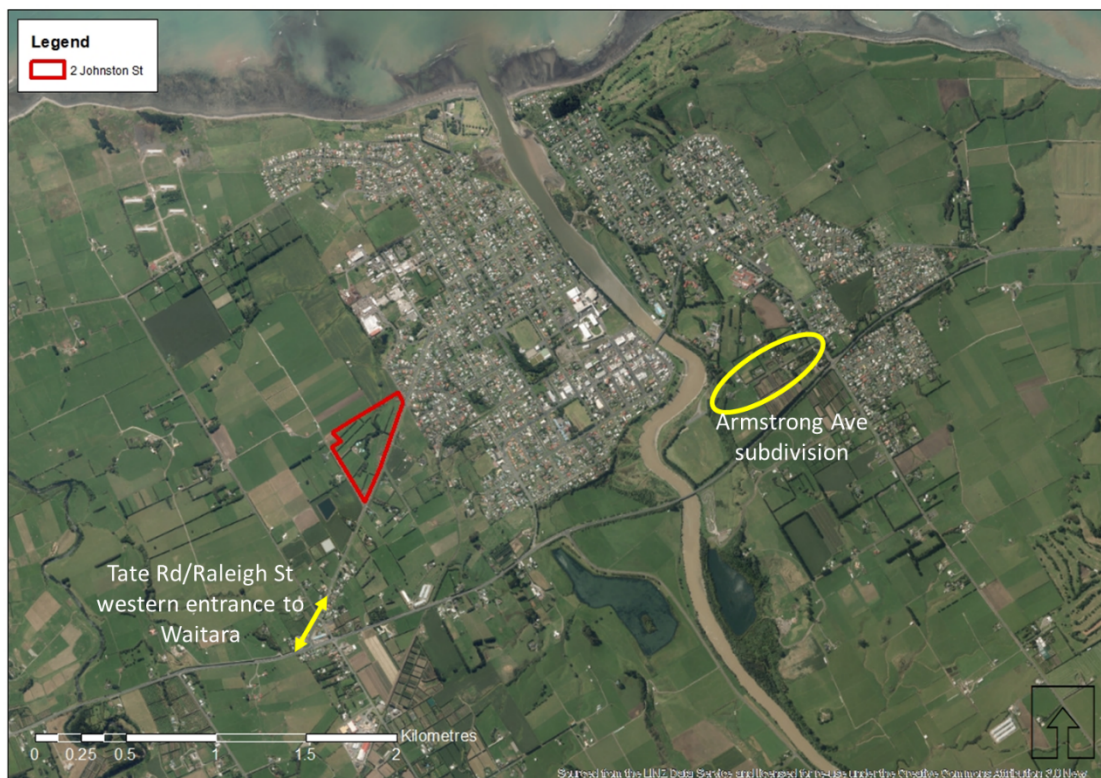 Legend
2 Johnston St
Armstrong Ave
subdivision
Tate Rd/Raleigh St
western entrance to
Waitara
Kilometres
0 0.25 0.5 1 1.5 2
Sourced from the LINZ Data Service and licensed for re-use under the Creative Commons Attribution 3.0 New